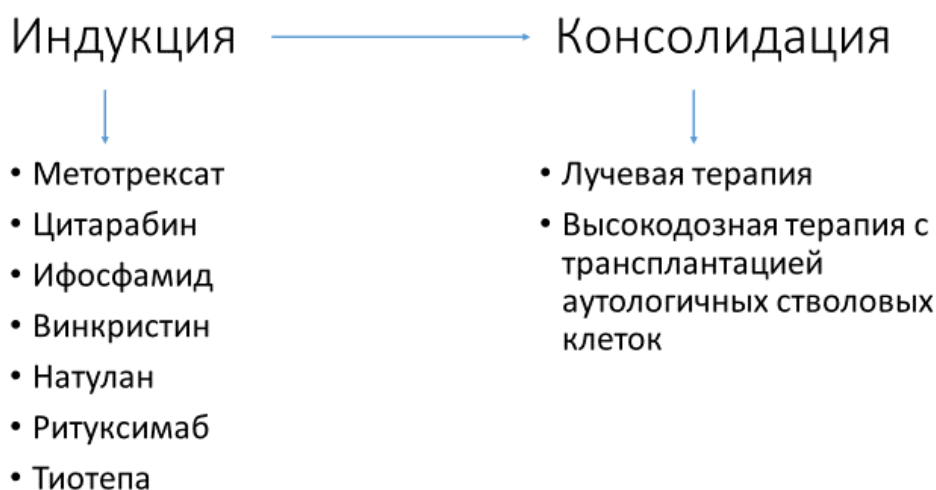 Индукция
Консолидация
• Метотрексат
• Цитарабин
• Ифосфамид
• Винкристин
• Натулан
• Ритуксимаб
• Тиотепа
• Лучевая терапия
• Высокодозная терапия с
трансплантацией
аутологичных стволовых
клеток